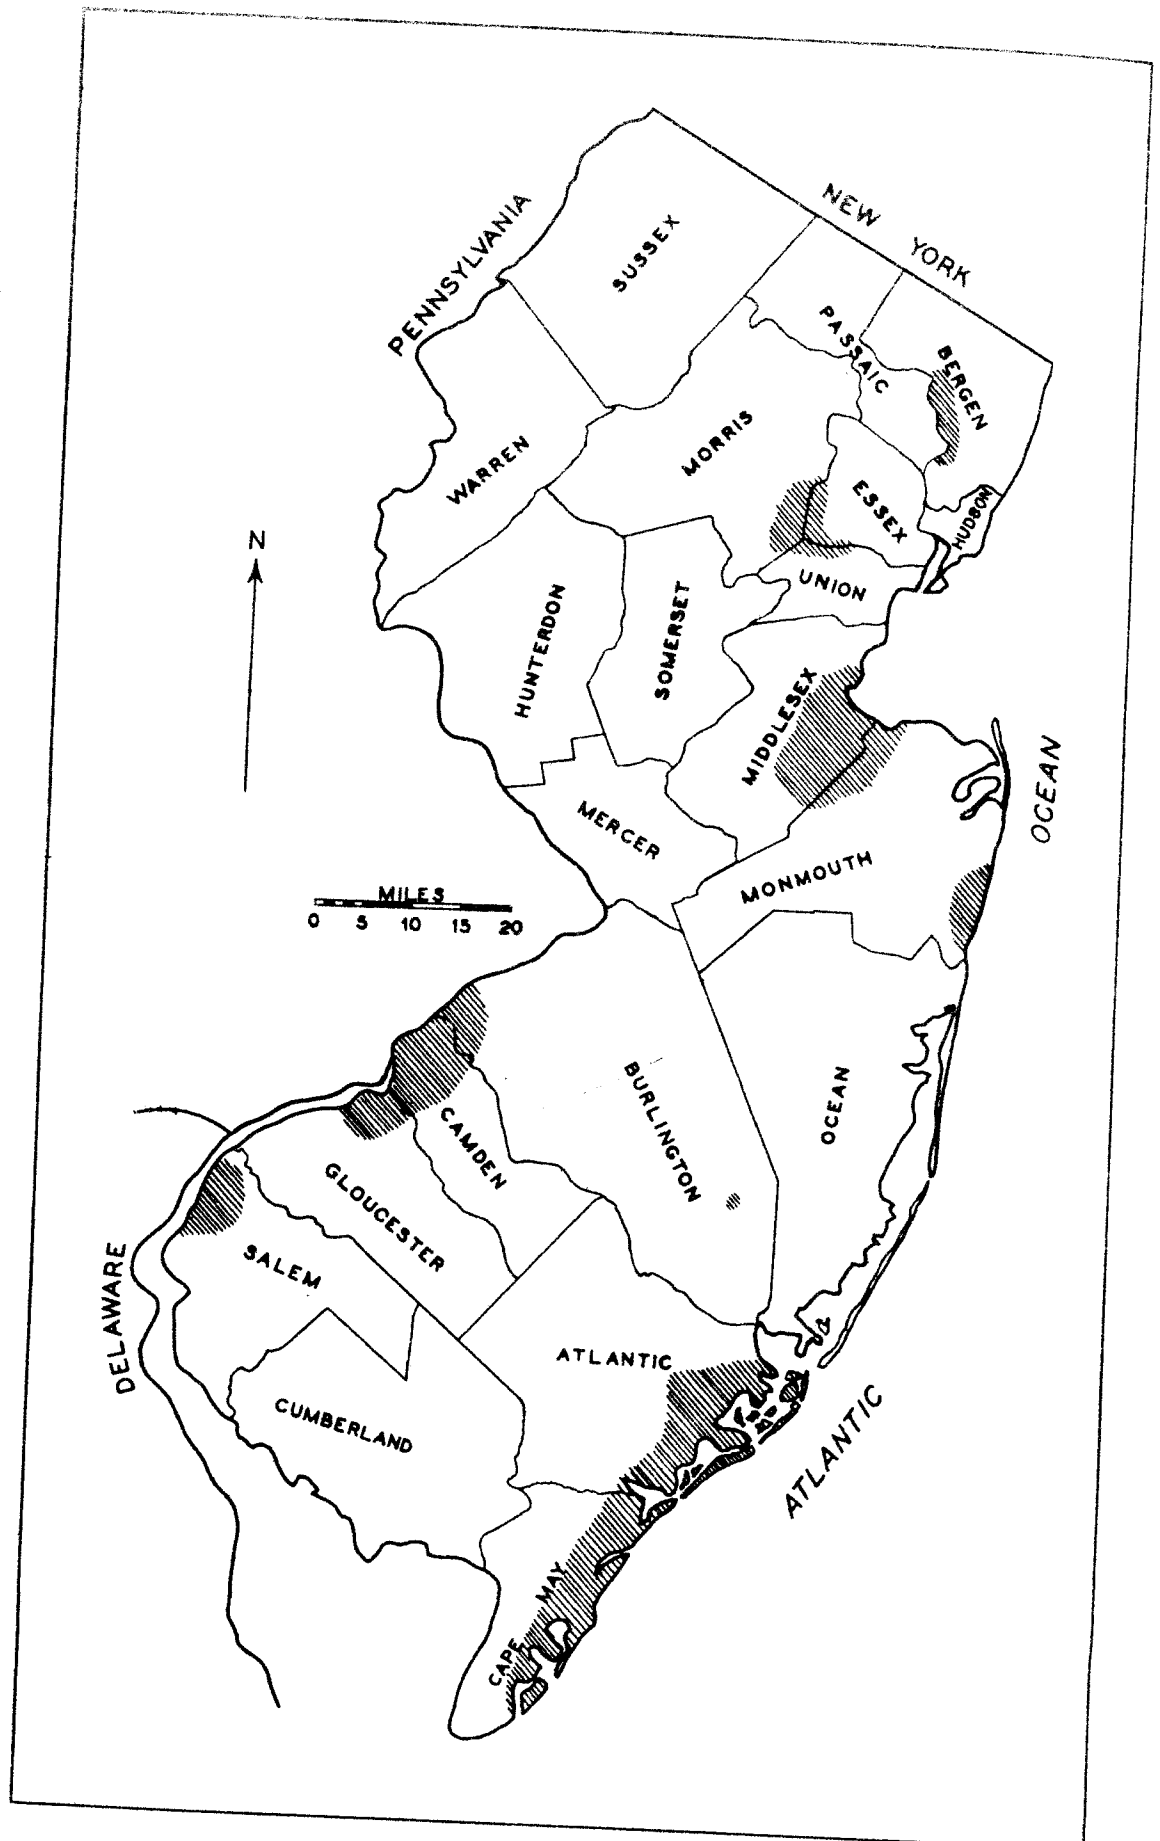 NEW YORK
PENNSYLVANIA
SUSSEX
PASSAIC
BERGEN
MORRIS
WARREN
ESSEX
HUDSON
N
UNION
HUNTERDON
SOMERSET
MIDDLESEX
OCEAN
MERCER
MONMOUTH
MILES
0 5 10 15 20
BURLINGTON
OCEAN
CAMDEN
GLOUCESTER
SALEM
DELAWARE
ATLANTIC
CUMBERLAND
ATLANTIC
CAPE MAY